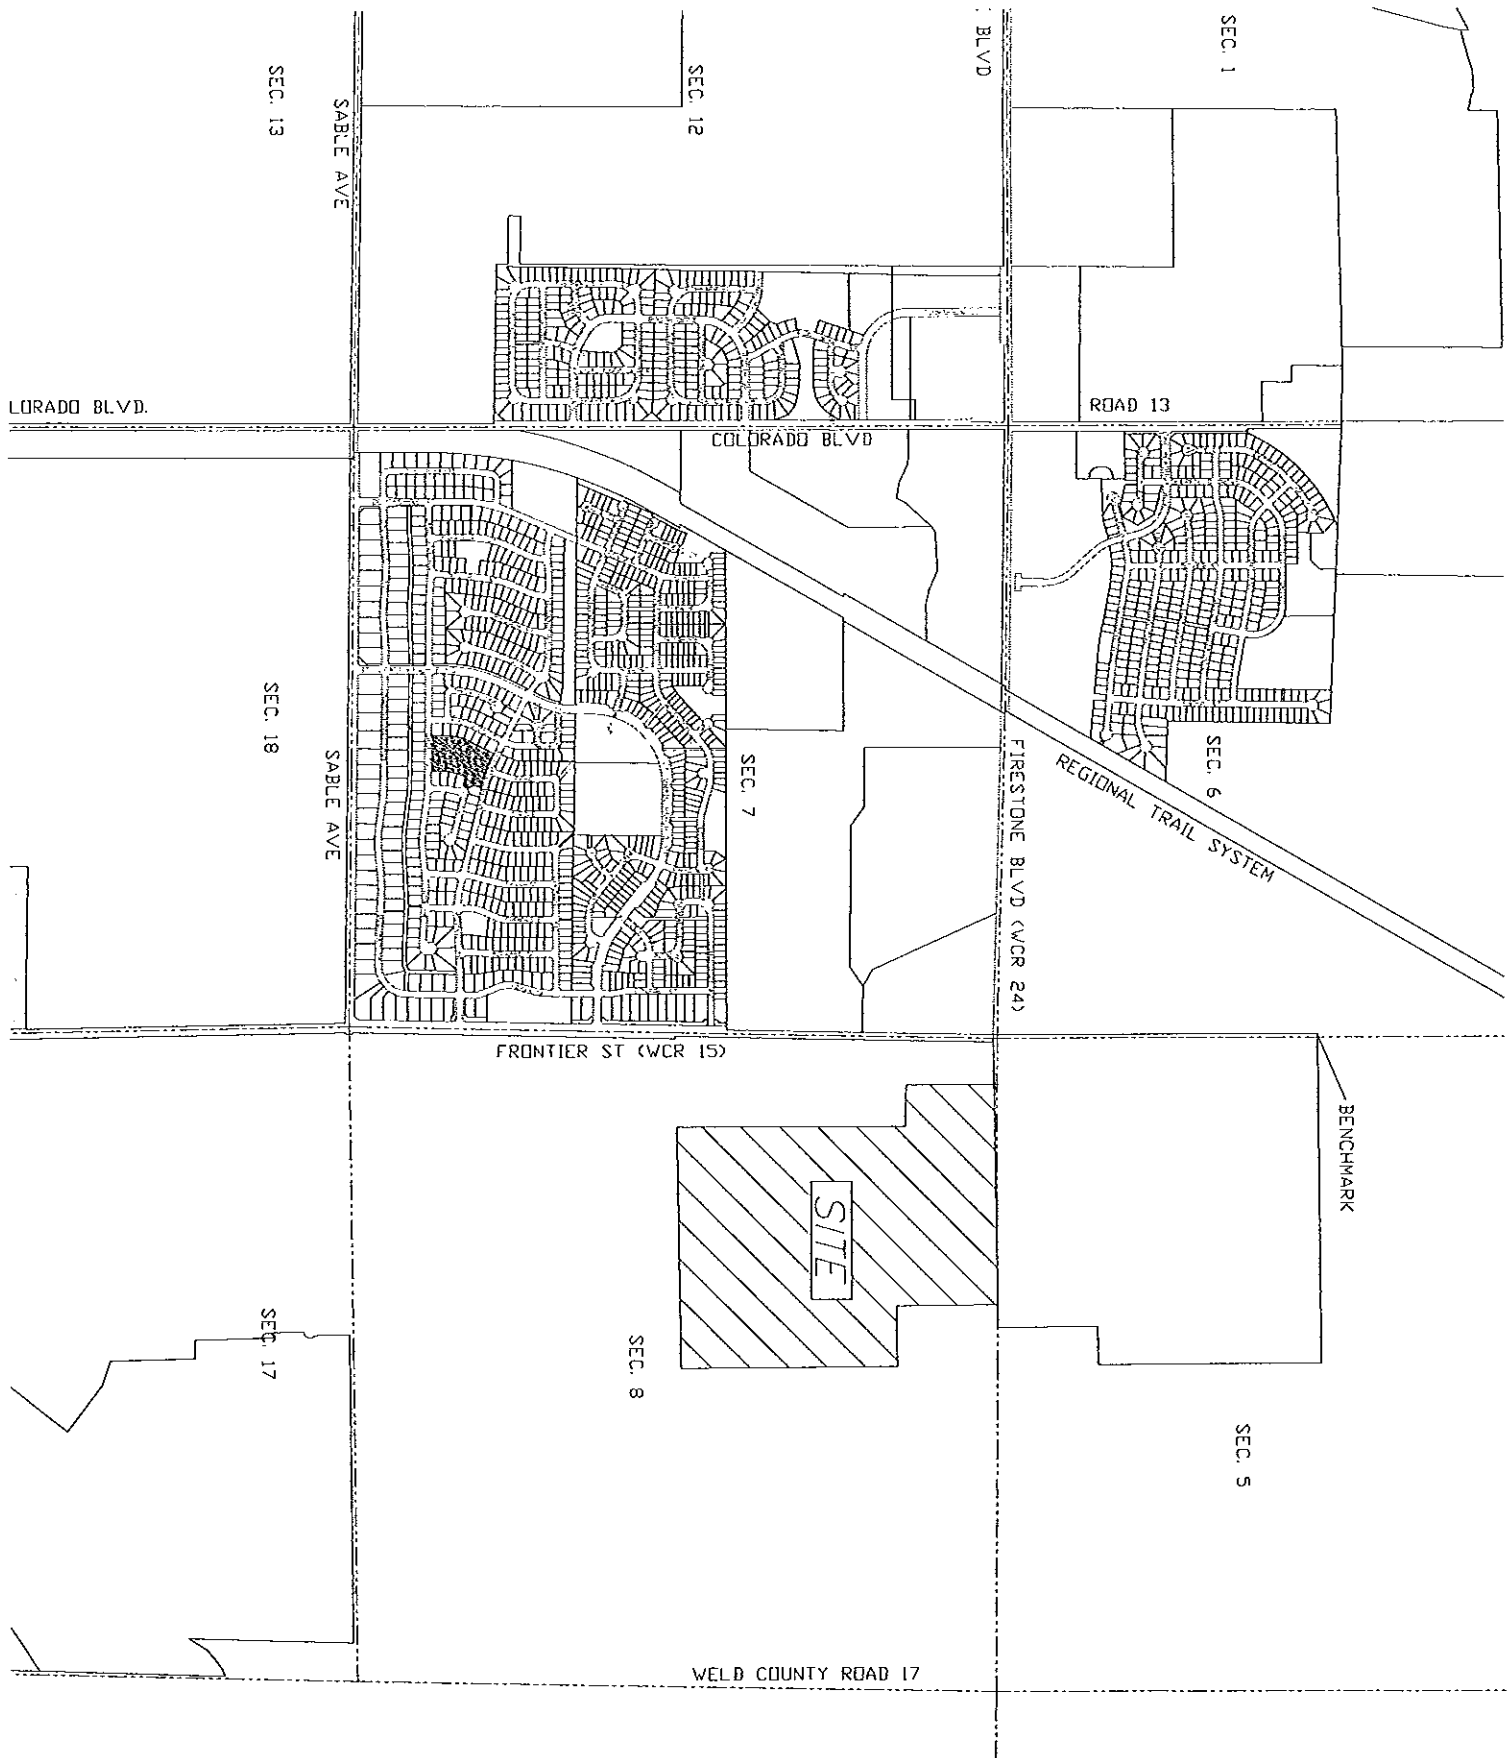 SEC. 1
: BLVD
SEC. 12
SEC. 13
SABLE AVE
LORADO BLVD.
ROAD 13
COLORADO BLVD
SEC. 18
SABLE AVE
SEC. 7
SEC. 6
FIRESTONE BLVD (WCR 24)
REGIONAL TRAIL SYSTEM
FRONTIER ST (WCR 15)
BENCHMARK
SITE
SEC. 17
SEC. 8
SEC. 5
WELD COUNTY ROAD 17